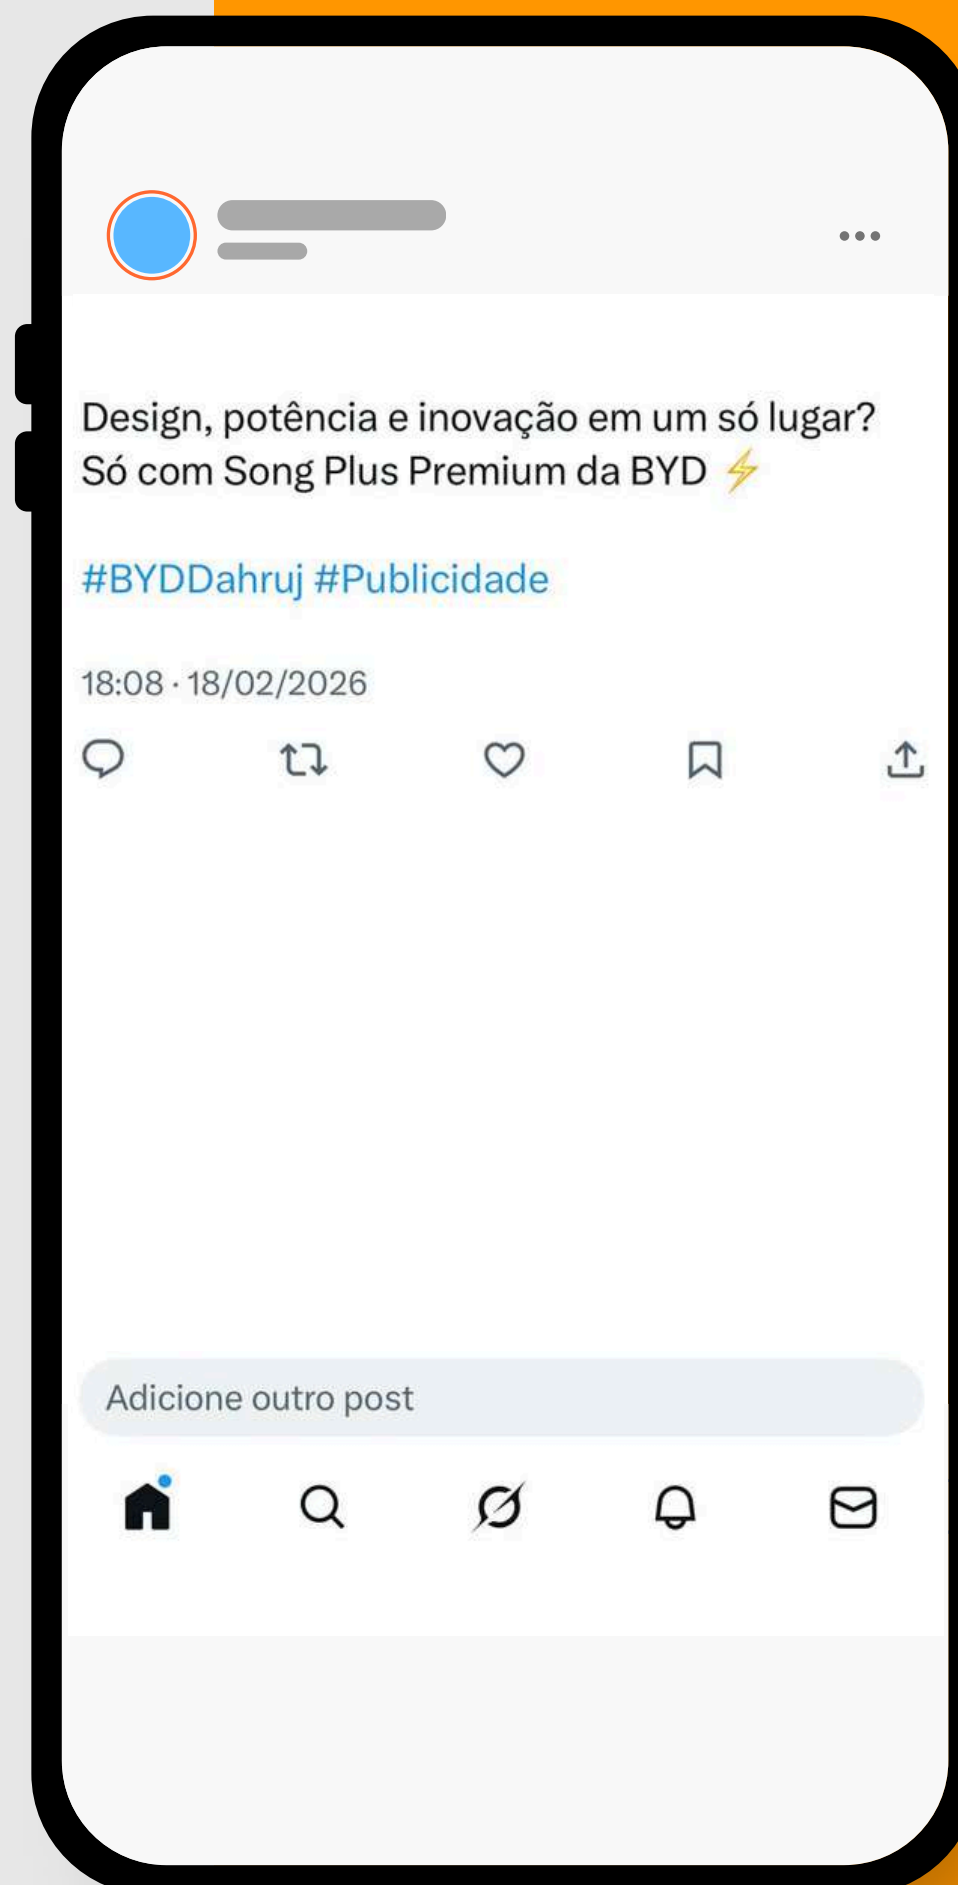 Design, potência e inovação em um só lugar?
Só com Song Plus Premium da BYD ⚡
#BYDDahruj #Publicidade
18:08 · 18/02/2026
Adicione outro post